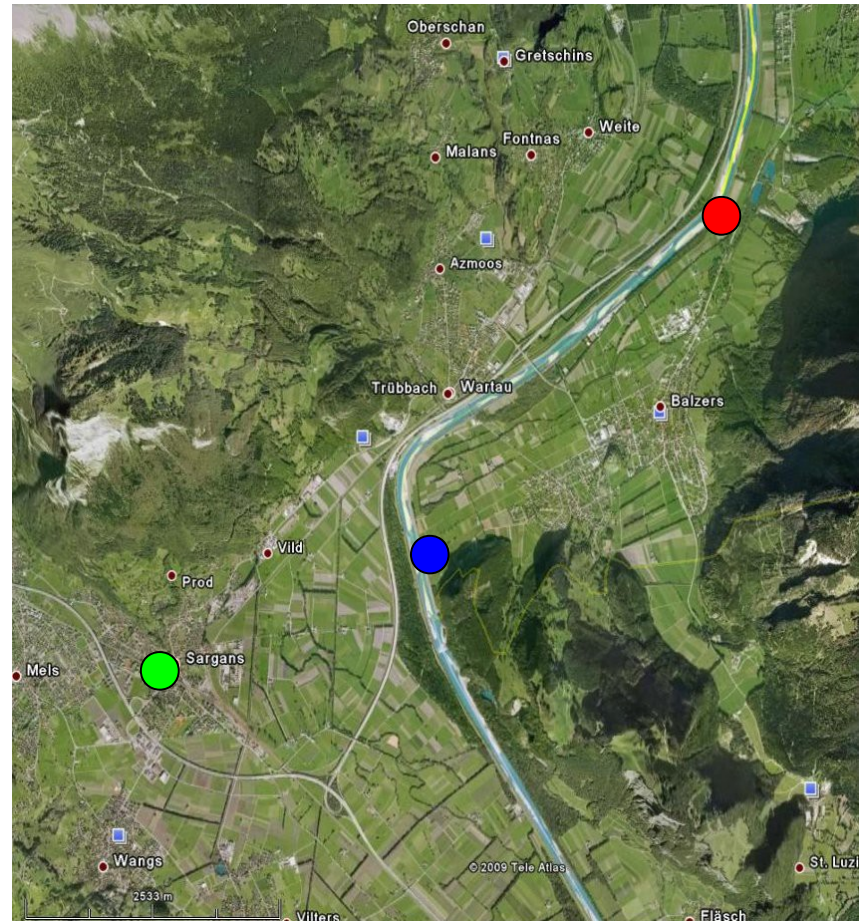 Oberschan
Gretschins
Weite
Fontnas
Malans
Azmoos
Trübbach Wartau
Balzers
Vild
Prod
Sargans
Mels
Wangs
St. Luzi
© 2009 Tele Atlas
2533 m
Vilters
Fläsch